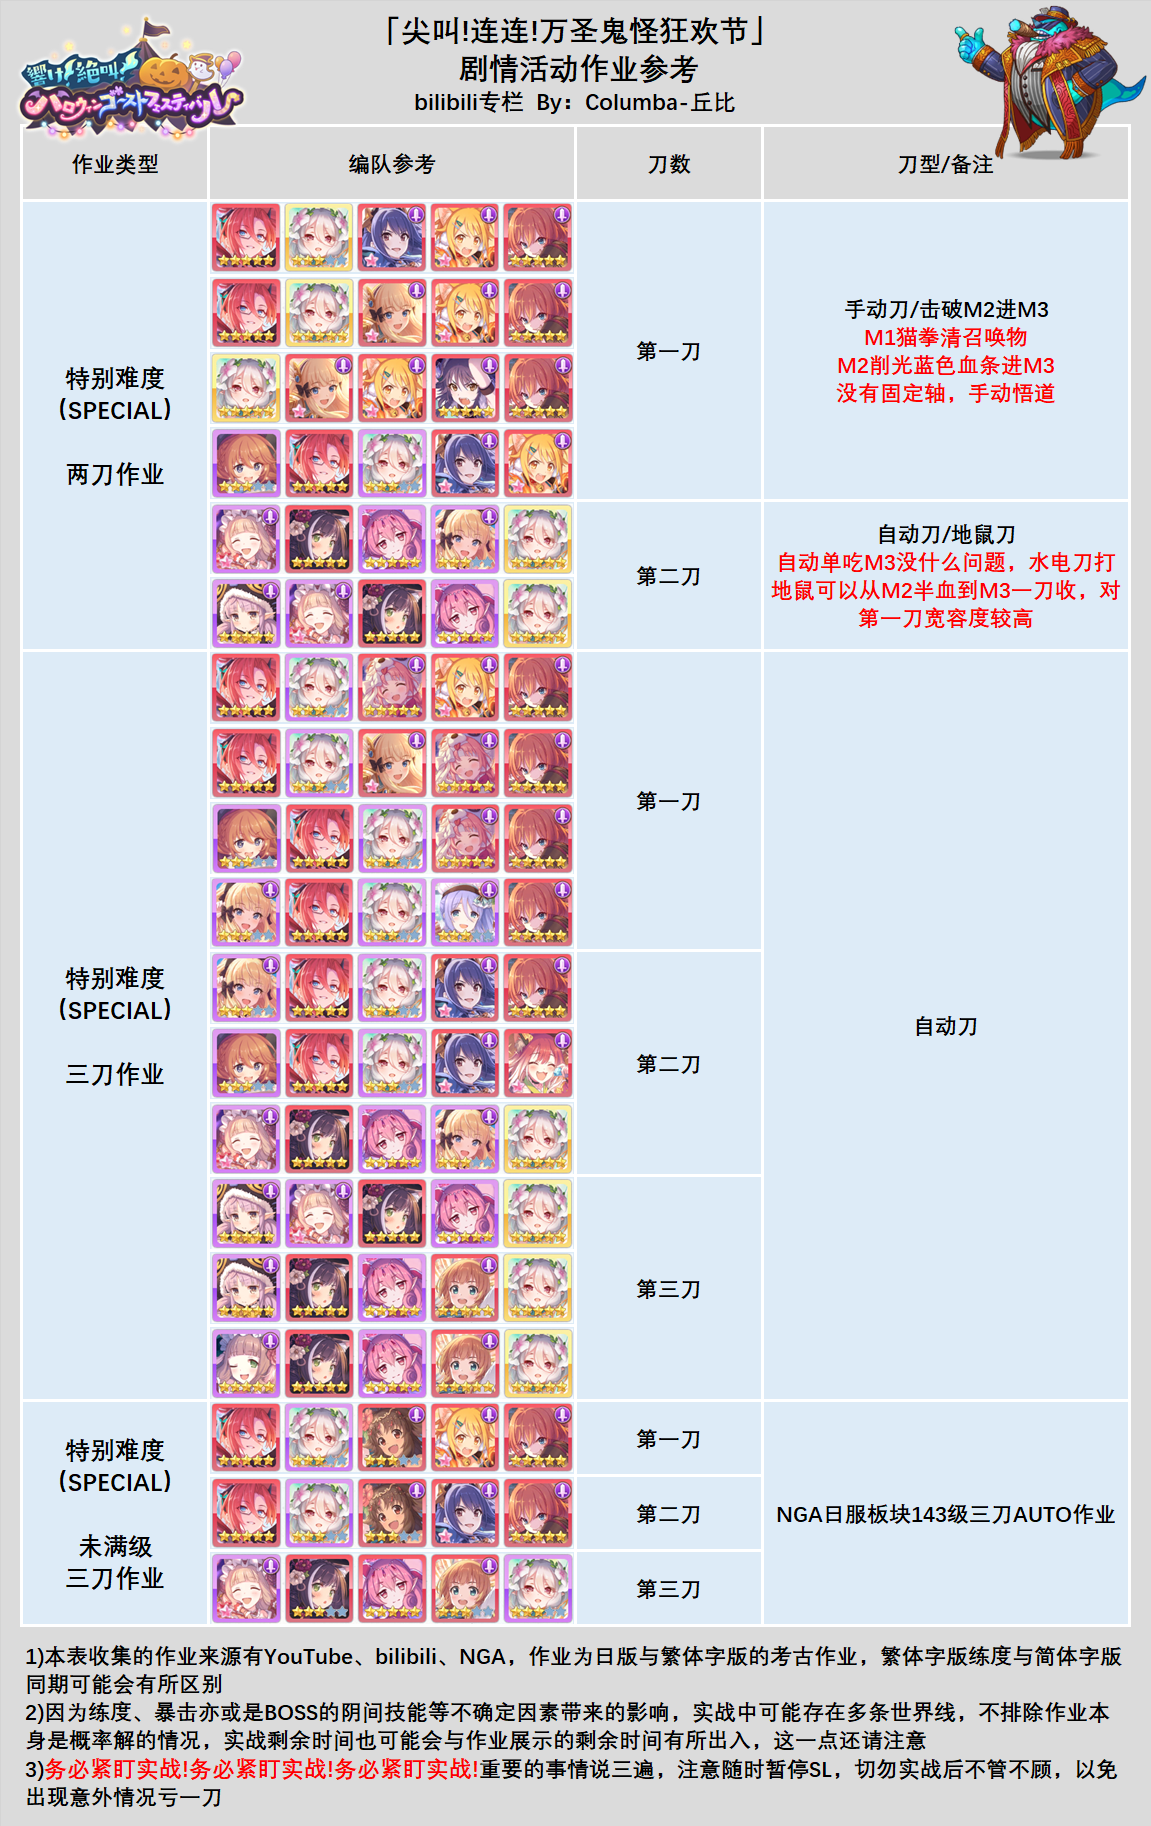 「尖叫!连连!万圣鬼怪狂欢节」
剧情活动作业参考
bilibili专栏 By：Columba-丘比
響け!絶叫!
ハロウィンゴーストフェスティバル
作业类型
编队参考
刀数
刀型/备注
特别难度
（SPECIAL）
两刀作业
第一刀
手动刀/击破M2进M3
M1猫拳清召唤物
M2削光蓝色血条进M3
没有固定轴，手动悟道
第二刀
自动刀/地鼠刀
自动单吃M3没什么问题，水电刀打
地鼠可以从M2半血到M3一刀收，对
第一刀宽容度较高
特别难度
（SPECIAL）
三刀作业
第一刀
第二刀
第三刀
自动刀
特别难度
（SPECIAL）
未满级
三刀作业
第一刀
第二刀
第三刀
NGA日服板块143级三刀AUTO作业
1)本表收集的作业来源有YouTube、bilibili、NGA，作业为日版与繁体字版的考古作业，繁体字版练度与简体字版
同期可能会有所区别
2)因为练度、暴击亦或是BOSS的阴间技能等不确定因素带来的影响，实战中可能存在多条世界线，不排除作业本
身是概率解的情况，实战剩余时间也可能会与作业展示的剩余时间有所出入，这一点还请注意
3)务必紧盯实战!务必紧盯实战!务必紧盯实战!重要的事情说三遍，注意随时暂停SL，切勿实战后不管不顾，以免
出现意外情况亏一刀